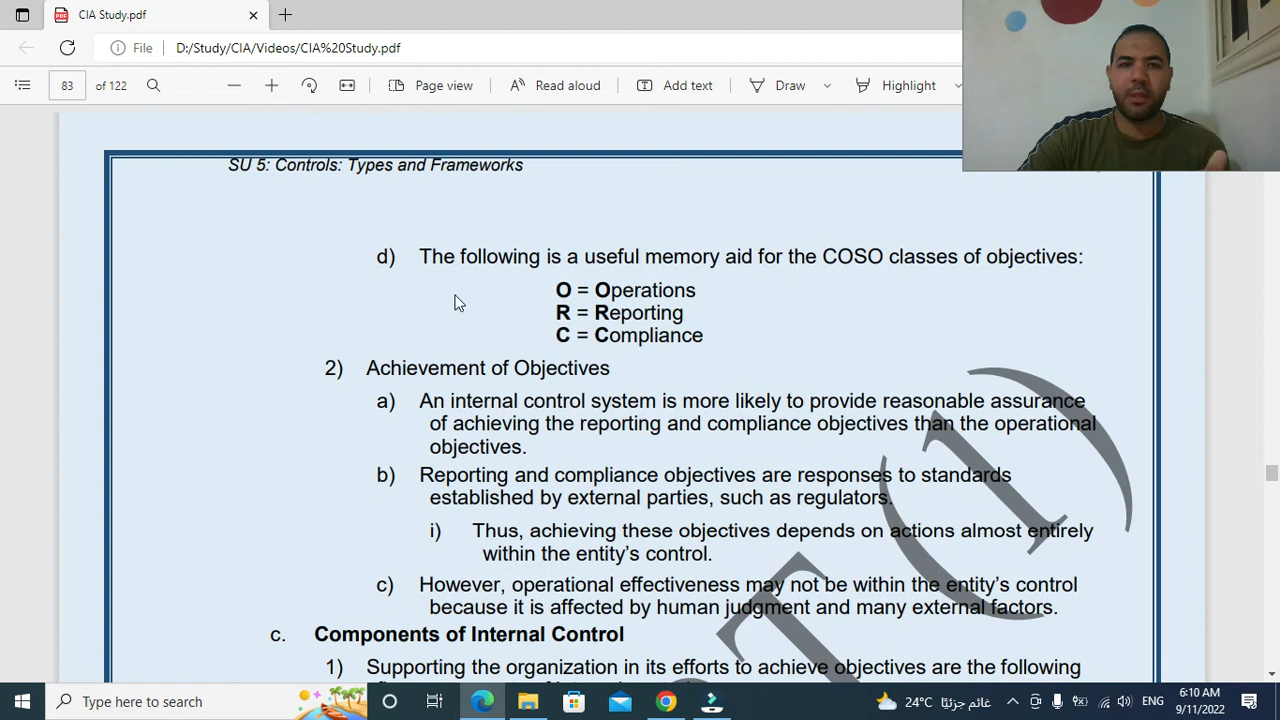 CIA Study.pdf
File
D:/Study/CIA/Videos/CIA%20Study.pdf
83 of 122
Page view
Read aloud
Add text
Draw
Highlight
SU 5: Controls: Types and Frameworks
d) The following is a useful memory aid for the COSO classes of objectives:
O = Operations
R = Reporting
C = Compliance
2) Achievement of Objectives
a) An internal control system is more likely to provide reasonable assurance
of achieving the reporting and compliance objectives than the operational
objectives.
b) Reporting and compliance objectives are responses to standards
established by external parties, such as regulators.
i) Thus, achieving these objectives depends on actions almost entirely
within the entity's control.
c) However, operational effectiveness may not be within the entity's control
because it is affected by human judgment and many external factors.
c. Components of Internal Control
1) Supporting the organization in its efforts to achieve objectives are the following
Type here to search
24°C غائم جزئيًا
ENG
6:10 AM
9/11/2022